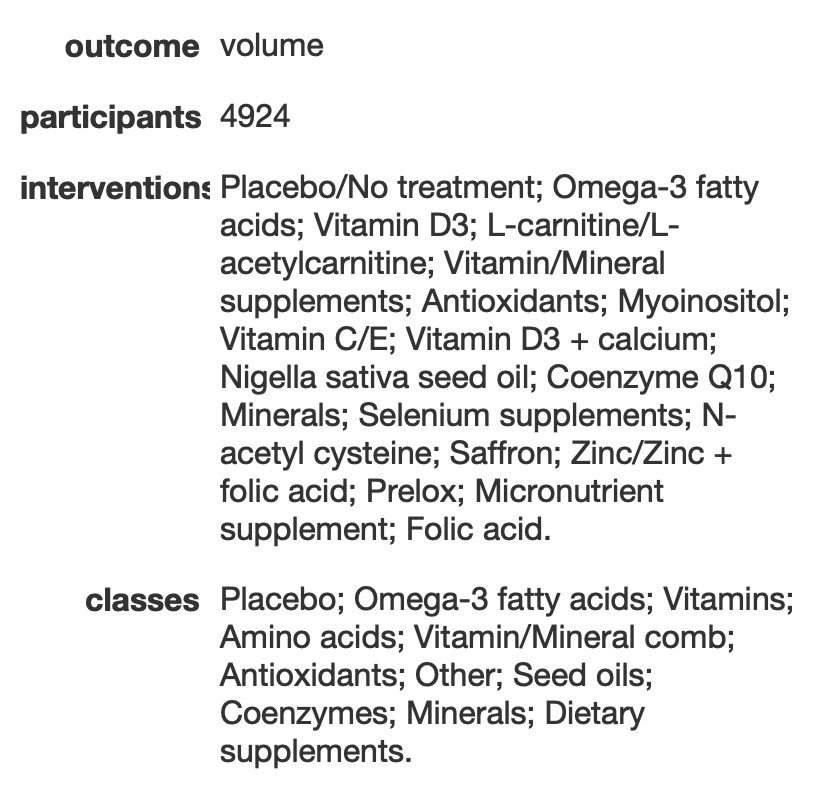 outcome volume
participants 4924
interventions Placebo/No treatment; Omega-3 fatty
acids; Vitamin D3; L-carnitine/L-
acetylcarnitine; Vitamin/Mineral
supplements; Antioxidants; Myoinositol;
Vitamin C/E; Vitamin D3 + calcium;
Nigella sativa seed oil; Coenzyme Q10;
Minerals; Selenium supplements; N-
acetyl cysteine; Saffron; Zinc/Zinc +
folic acid; Prelox; Micronutrient
supplement; Folic acid.
classes Placebo; Omega-3 fatty acids; Vitamins;
Amino acids; Vitamin/Mineral comb;
Antioxidants; Other; Seed oils;
Coenzymes; Minerals; Dietary
supplements.